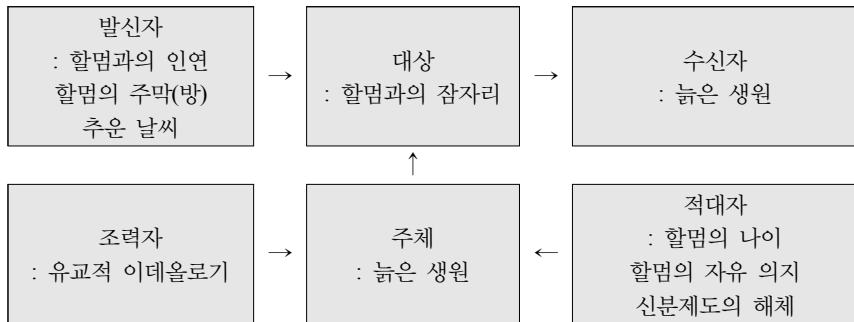 발신자
: 할멈과의 인연
할멈의 주막(방)
추운 날씨
→
대상
: 할멈과의 잠자리
→
수신자
: 늙은 생원
↑
조력자
: 유교적 이데올로기
→
주체
: 늙은 생원
←
적대자
: 할멈의 나이
할멈의 자유 의지
신분제도의 해체